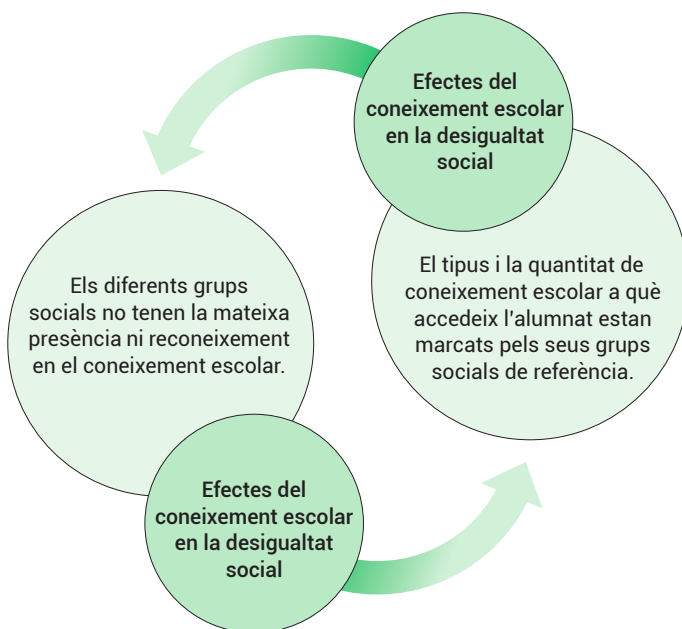 Efectes del
coneixement escolar
en la desigualtat
social
El tipus i la quantitat de
coneixement escolar a què
accedeix l'alumnat estan
marcats pels seus grups
socials de referència.
Els diferents grups
socials no tenen la mateixa
presència ni reconeixement
en el coneixement escolar.
Efectes del
coneixement escolar
en la desigualtat
social